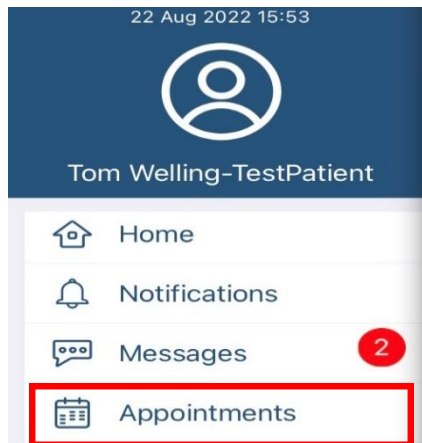 22 Aug 2022 15:53
Tom Welling-TestPatient
Home
Notifications
Messages 2
Appointments